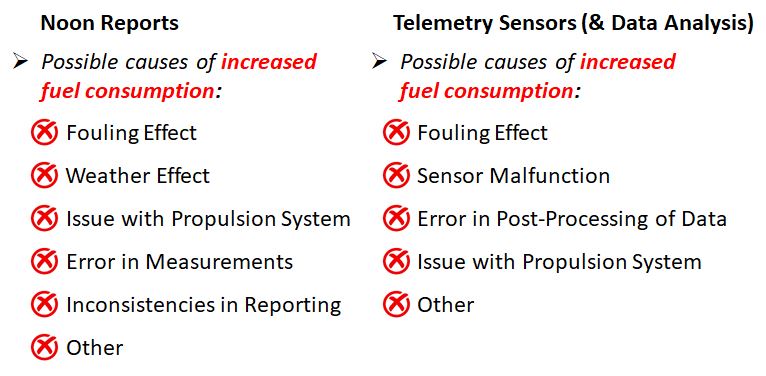 Noon Reports
Possible causes of increased
fuel consumption:
Fouling Effect
Weather Effect
Issue with Propulsion System
Error in Measurements
Inconsistencies in Reporting
Other
Telemetry Sensors (& Data Analysis)
Possible causes of increased
fuel consumption:
Fouling Effect
Sensor Malfunction
Error in Post-Processing of Data
Issue with Propulsion System
Other